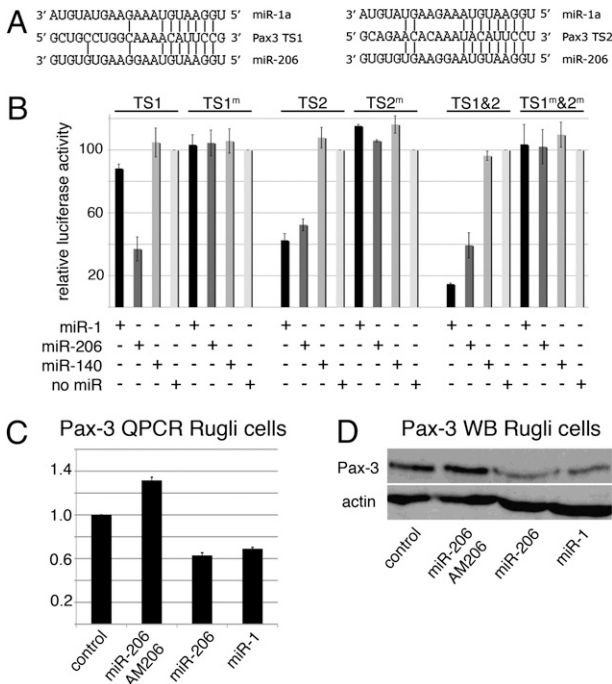 A
3′ AUGUAUGAAGAAAUGUAAGGU 5′ miR-1a
5′ GCUGCCUGGCAAAACAUUCCG 3′ Pax3 TS1
3′ GUGUGUGAAGGAAUGUAAGGU 5′ miR-206
3′ AUGUAUGAAGAAAUGUAAGGU 5′ miR-1a
5′ GCAGAACACAAAUACAUUCCU 3′ Pax3 TS2
3′ GUGUGUGUGAAGGAAUGUAAGGU 5′ miR-206
B
TS1 TS1m TS2 TS2m TS1&2 TS1m&2m
relative luciferase activity
100
60
20
miR-1 + - - - + - - - + - - - + - - - + - - - + - - -
miR-206 - + - - - + - - - + - - - + - - - + - - - + - -
miR-140 - - + - - - + - - - + - - - + - - - + - - - + -
no miR - - - + - - - + - - - + - - - + - - - + - - - +
C Pax-3 QPCR Rugli cells
1.4
1.0
0.6
0.2
control
miR-206
AM206
miR-206
miR-1
D Pax-3 WB Rugli cells
Pax-3
actin
control
miR-206
AM206
miR-206
miR-1